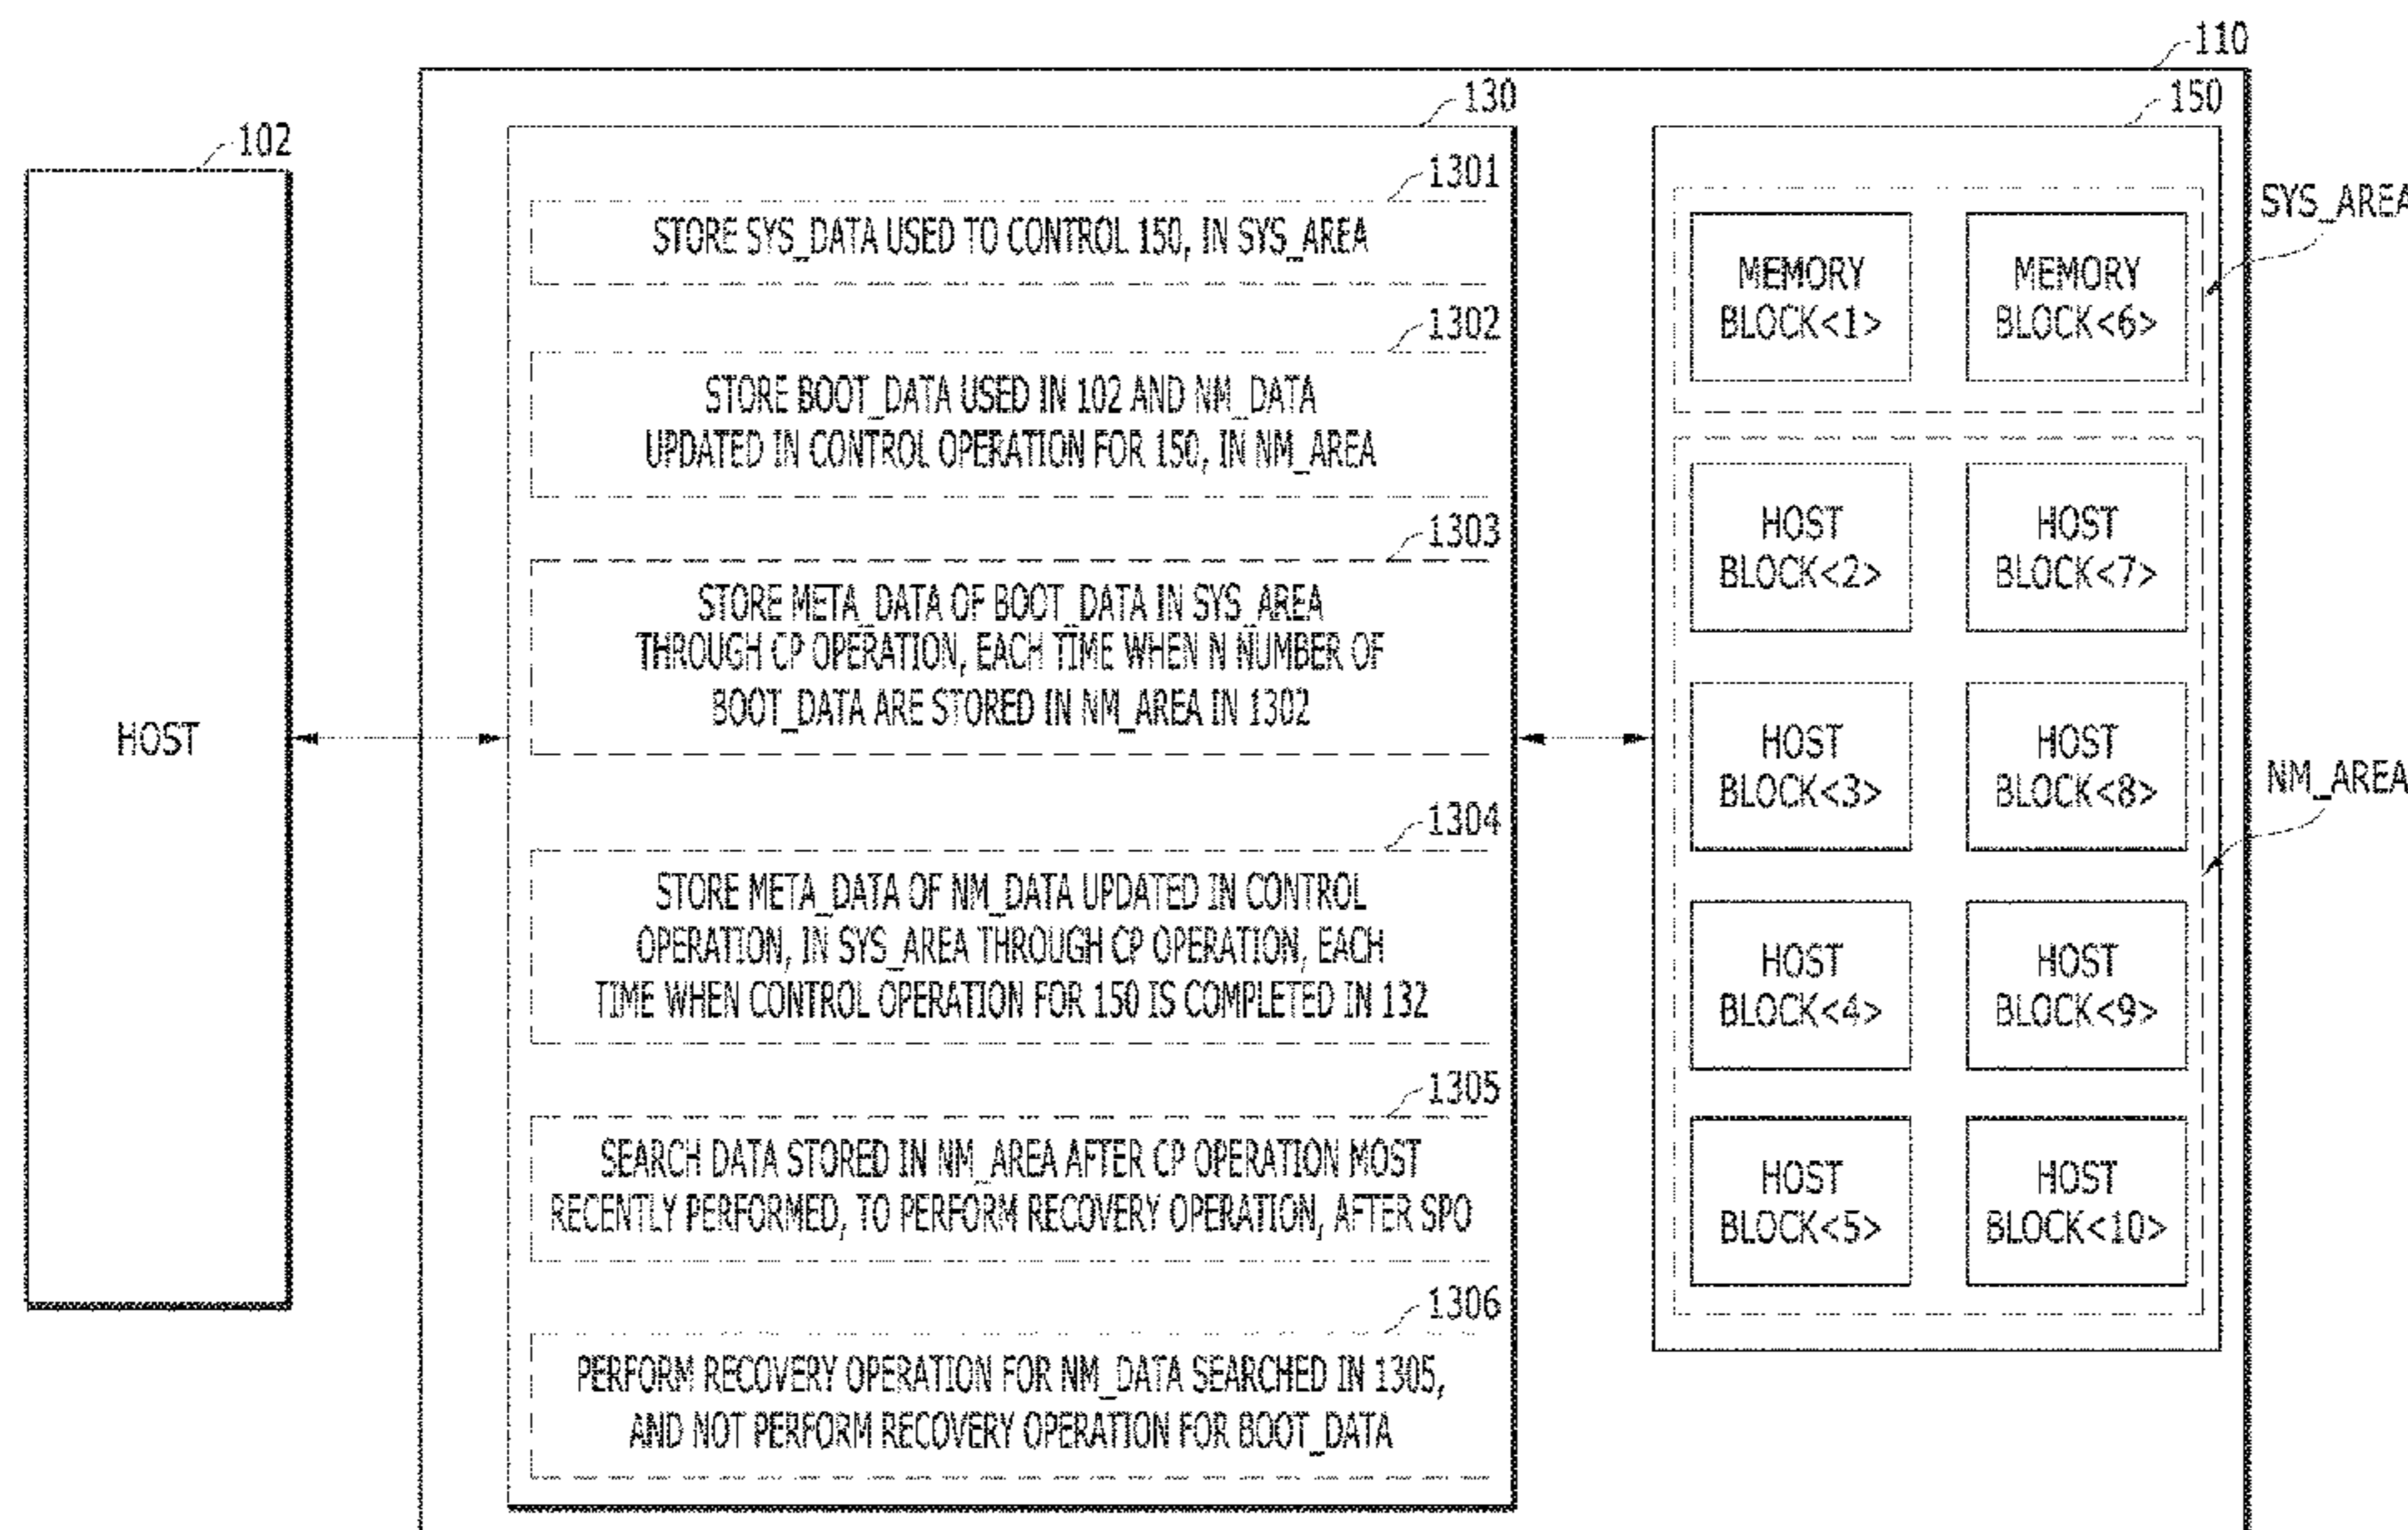 110
130
150
102
1301
STORE SYS_DATA USED TO CONTROL 150, IN SYS_AREA
1302
STORE BOOT_DATA USED IN 102 AND NM_DATA
UPDATED IN CONTROL OPERATION FOR 150, IN NM_AREA
1303
STORE META_DATA OF BOOT_DATA IN SYS_AREA
THROUGH CP OPERATION, EACH TIME WHEN N NUMBER OF
BOOT_DATA ARE STORED IN NM_AREA IN 1302
HOST
1304
STORE META_DATA OF NM_DATA UPDATED IN CONTROL
OPERATION, IN SYS_AREA THROUGH CP OPERATION, EACH
TIME WHEN CONTROL OPERATION FOR 150 IS COMPLETED IN 132
1305
SEARCH DATA STORED IN NM_AREA AFTER CP OPERATION MOST
RECENTLY PERFORMED, TO PERFORM RECOVERY OPERATION, AFTER SPO
1306
PERFORM RECOVERY OPERATION FOR NM_DATA SEARCHED IN 1305,
AND NOT PERFORM RECOVERY OPERATION FOR BOOT_DATA
SYS_AREA
MEMORY
BLOCK<1>
MEMORY
BLOCK<6>
HOST
BLOCK<2>
HOST
BLOCK<7>
HOST
BLOCK<3>
HOST
BLOCK<8>
NM_AREA
HOST
BLOCK<4>
HOST
BLOCK<9>
HOST
BLOCK<5>
HOST
BLOCK<10>